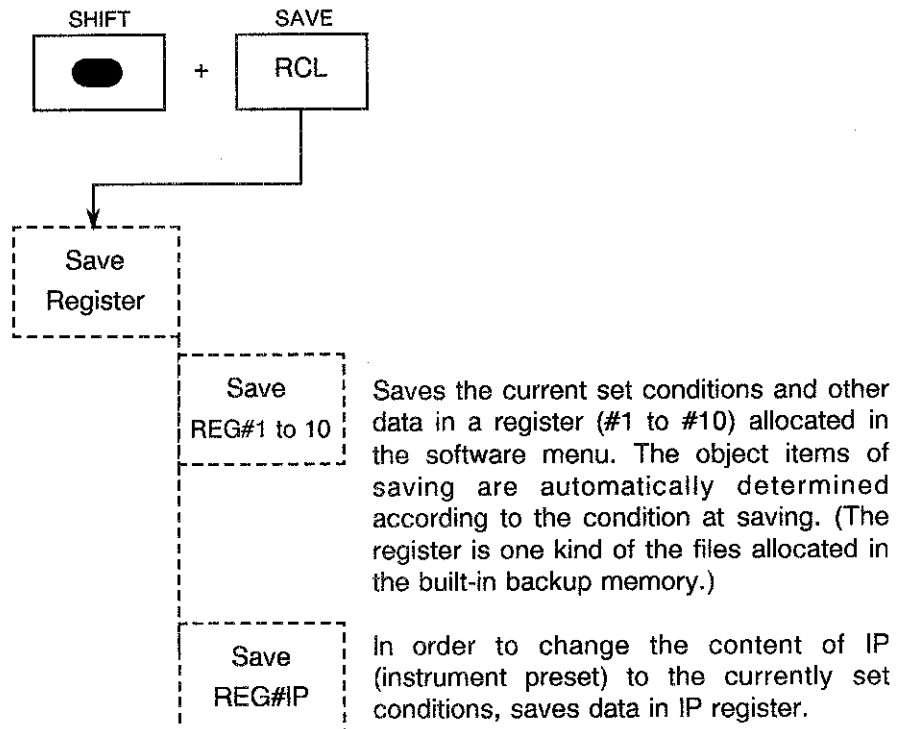 SHIFT SAVE
+ RCL
Save
Register
Save
REG#1 to 10
Saves the current set conditions and other
data in a register (#1 to #10) allocated in
the software menu. The object items of
saving are automatically determined
according to the condition at saving. (The
register is one kind of the files allocated in
the built-in backup memory.)
Save
REG#IP
In order to change the content of IP
(instrument preset) to the currently set
conditions, saves data in IP register.